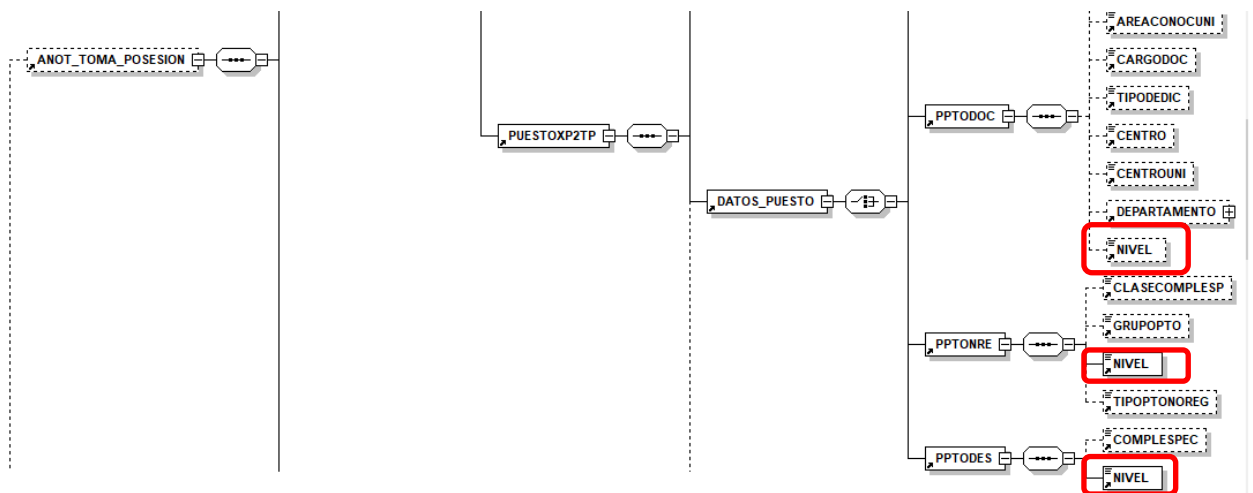 AREACONOCUNI
ANOT_TOMA_POSESION
CARGODOC
TIPODEDIC
PPTODOC
PUESTOXP2TP
CENTRO
CENTROUNI
DATOS_PUESTO
DEPARTAMENTO
NIVEL
CLASECOMPLESP
GRUPOPTO
PPTONRE
NIVEL
TIPOPTONOREG
COMPLESPEC
PPTODES
NIVEL